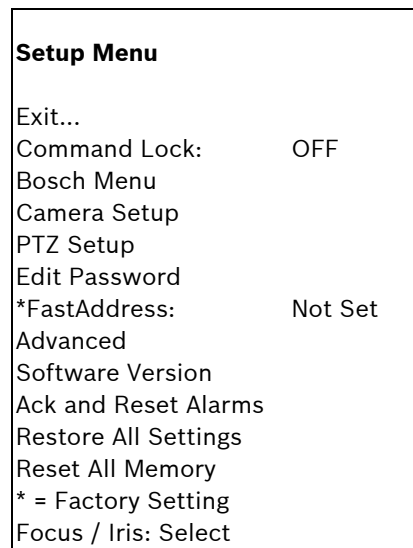 Setup Menu
Exit...
Command Lock: OFF
Bosch Menu
Camera Setup
PTZ Setup
Edit Password
*FastAddress: Not Set
Advanced
Software Version
Ack and Reset Alarms
Restore All Settings
Reset All Memory
* = Factory Setting
Focus / Iris: Select